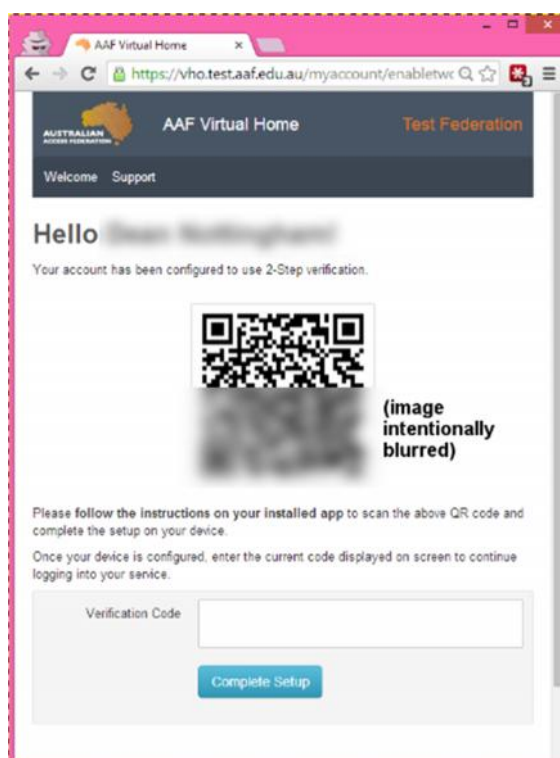 AAF Virtual Home
https://vho.test.aaf.edu.au/myaccount/enabletwo
AUSTRALIAN
ACCESS FEDERATION
AAF Virtual Home
Test Federation
Welcome Support
Hello
Your account has been configured to use 2-Step verification.
(image
intentionally
blurred)
Please follow the instructions on your installed app to scan the above QR code and
complete the setup on your device.
Once your device is configured, enter the current code displayed on screen to continue
logging into your service.
Verification Code
Complete Setup